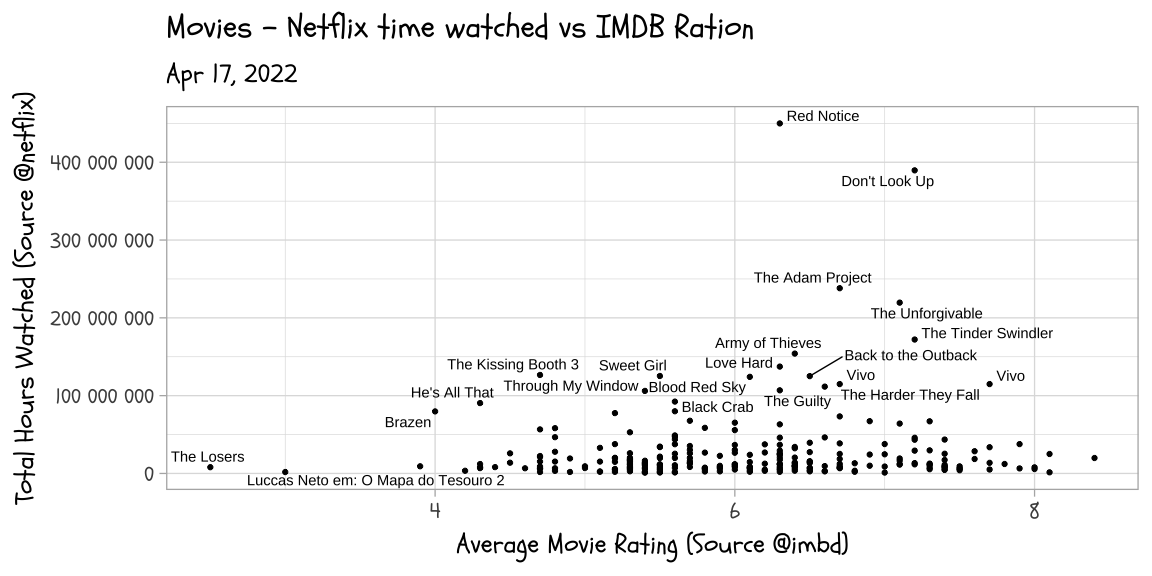 Movies - Netflix time watched vs IMDB Ration
Apr 17, 2022
Total Hours Watched (Source @netflix)
400 000 000
300 000 000
200 000 000
100 000 000
0
Red Notice
Don't Look Up
The Adam Project
The Unforgivable
The Tinder Swindler
Army of Thieves
Back to the Outback
The Kissing Booth 3
Sweet Girl
Love Hard
Vivo
Vivo
He's All That
Through My Window
Blood Red Sky
The Guilty
The Harder They Fall
Brazen
Black Crab
The Losers
Luccas Neto em: O Mapa do Tesouro 2
4
6
8
Average Movie Rating (Source @imbd)